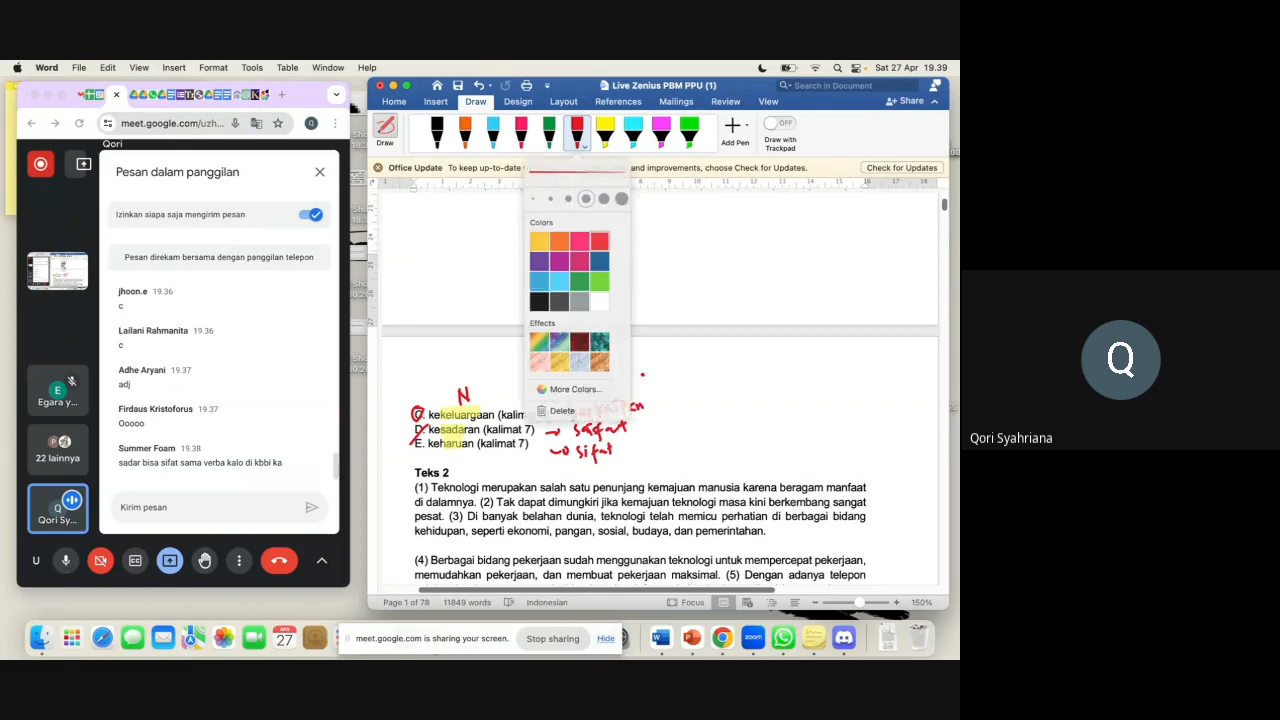 Word File Edit View Insert Format Tools Table Window Help
Sat 27 Apr 19.39
meet.google.com/uzh...
Q
Qori
Pesan dalam panggilan
Izinkan siapa saja mengirim pesan
Pesan direkam bersama dengan panggilan telepon
jhoon.e 19.36
c
Lailani Rahmanita 19.36
c
Adhe Aryani 19.37
adj
Firdaus Kristoforus 19.37
Ooooo
Summer Foam 19.38
sadar bisa sifat sama verba kalo di kbbi ka
Kirim pesan
E
Egara y...
22 lainnya
Qori Sy...
U
Live Zenius PBM PPU (1)
Search in Document
Home Insert Draw Design Layout References Mailings Review View
Share
Draw
Add Pen
OFF
Draw with
Trackpad
Office Update To keep up-to-date and improvements, choose Check for Updates.
Check for Updates
Colors
Effects
More Colors...
Delete
N
C. kekeluargaan (kalim
D. kesadaran (kalimat 7)
E. keharuan (kalimat 7)
sifat
Teks 2
(1) Teknologi merupakan salah satu penunjang kemajuan manusia karena beragam manfaat
di dalamnya. (2) Tak dapat dimungkiri jika kemajuan teknologi masa kini berkembang sangat
pesat. (3) Di banyak belahan dunia, teknologi telah memicu perhatian di berbagai bidang
kehidupan, seperti ekonomi, pangan, sosial, budaya, dan pemerintahan.
(4) Berbagai bidang pekerjaan sudah menggunakan teknologi untuk mempercepat pekerjaan,
memudahkan pekerjaan, dan membuat pekerjaan maksimal. (5) Dengan adanya telepon
Page 1 of 78 11849 words Indonesian
Focus
150%
meet.google.com is sharing your screen. Stop sharing Hide
APR
27
zoom
Q
Qori Syahriana